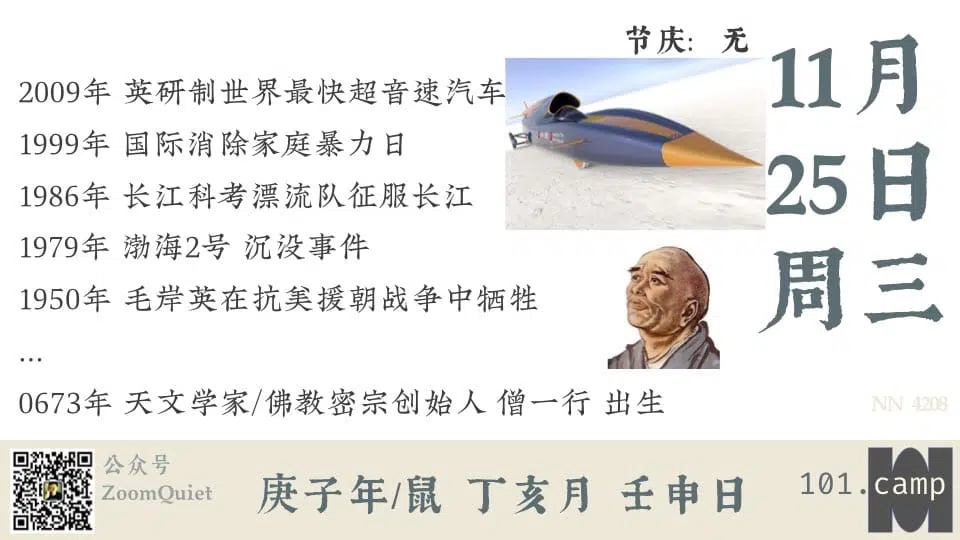 节庆： 无
11月
25日
周三
2009年 英研制世界最快超音速汽车
1999年 国际消除家庭暴力日
1986年 长江科考漂流队征服长江
1979年 渤海2号 沉没事件
1950年 毛岸英在抗美援朝战争中牺牲
...
0673年 天文学家/佛教密宗创始人 僧一行 出生
NN 4208
公众号
ZoomQuiet
庚子年/鼠 丁亥月 壬申日
101.camp